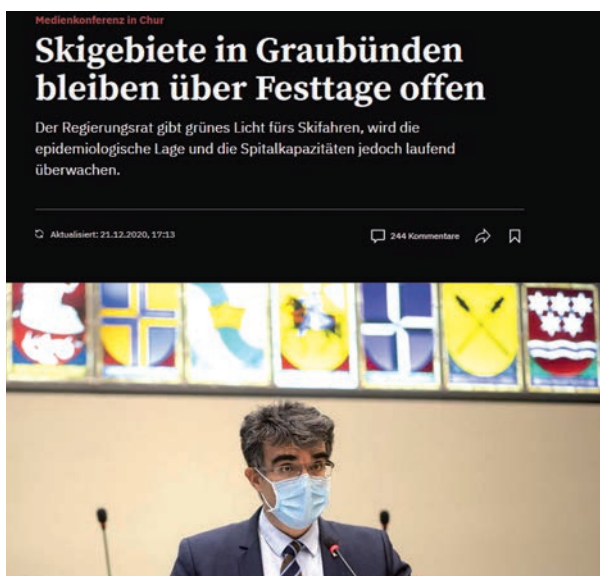 Medienkonferenz in Chur
Skigebiete in Graubünden
bleiben über Festtage offen
Der Regierungsrat gibt grünes Licht fürs Skifahren, wird die
epidemiologische Lage und die Spitalkapazitäten jedoch laufend
überwachen.
Aktualisiert: 21.12.2020, 17:13
244 Kommentare